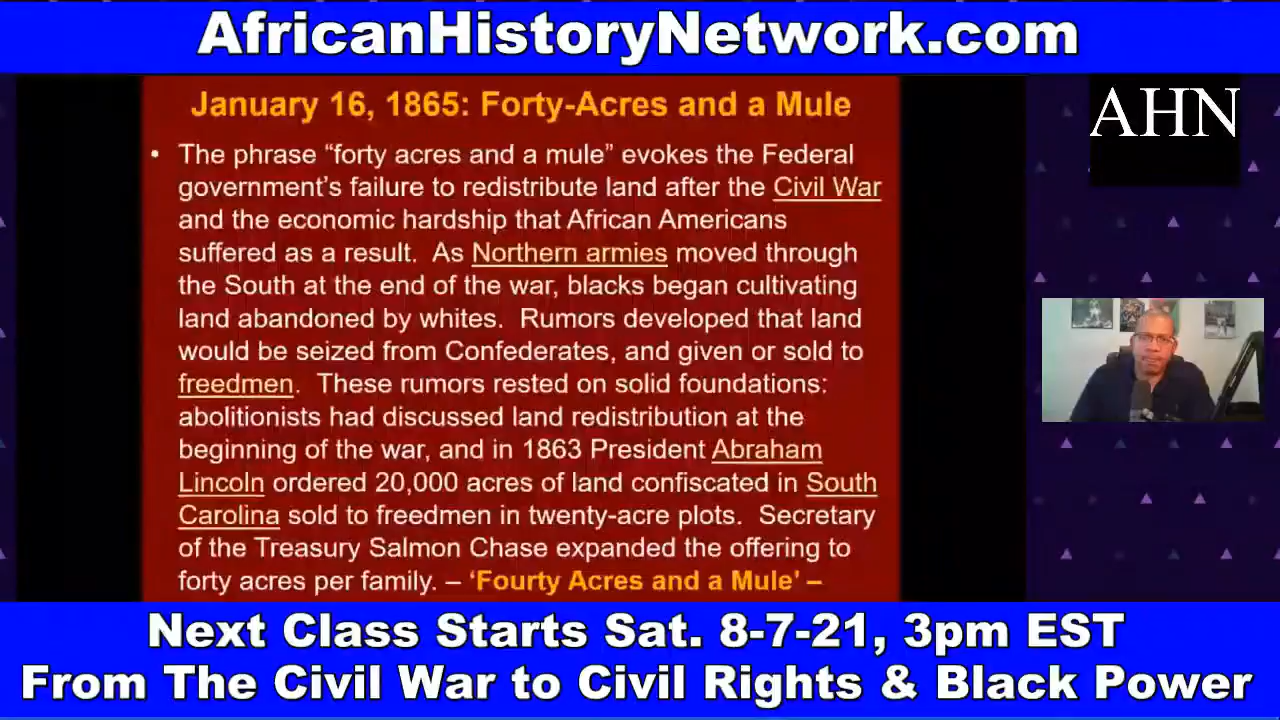 AfricanHistoryNetwork.com
January 16, 1865: Forty-Acres and a Mule
AHN
• The phrase “forty acres and a mule” evokes the Federal
government’s failure to redistribute land after the Civil War
and the economic hardship that African Americans
suffered as a result. As Northern armies moved through
the South at the end of the war, blacks began cultivating
land abandoned by whites. Rumors developed that land
would be seized from Confederates, and given or sold to
freedmen. These rumors rested on solid foundations:
abolitionists had discussed land redistribution at the
beginning of the war, and in 1863 President Abraham
Lincoln ordered 20,000 acres of land confiscated in South
Carolina sold to freedmen in twenty-acre plots. Secretary
of the Treasury Salmon Chase expanded the offering to
forty acres per family. – ‘Fourty Acres and a Mule’ –
Next Class Starts Sat. 8-7-21, 3pm EST
From The Civil War to Civil Rights & Black Power